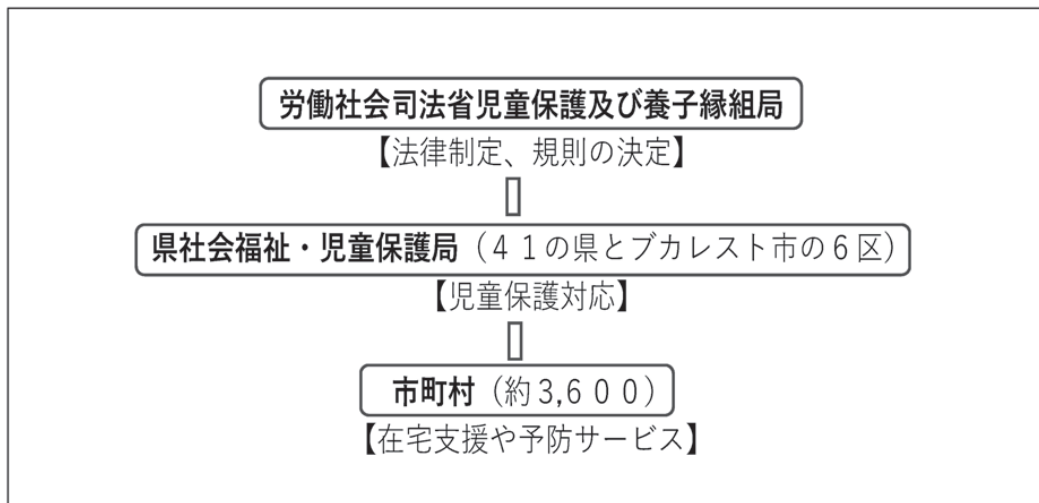 労働社会司法省児童保護及び養子縁組局
【法律制定、規則の決定】
県社会福祉・児童保護局（４１の県とブカレスト市の６区）
【児童保護対応】
市町村（約３,６００）
【在宅支援や予防サービス】